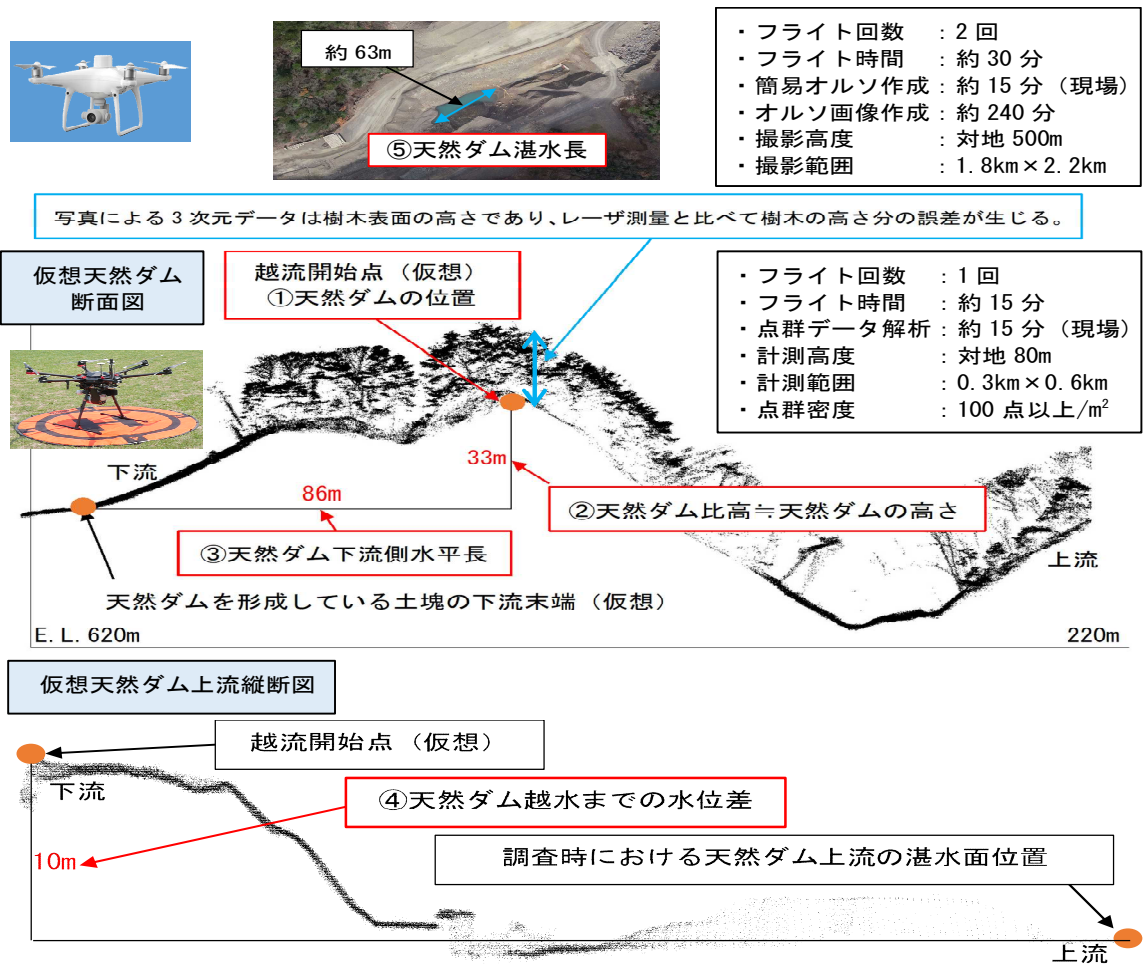 約 63m
⑤天然ダム湛水長
・フライト回数 ：2 回
・フライト時間 ：約 30 分
・簡易オルソ作成：約 15 分（現場）
・オルソ画像作成：約 240 分
・撮影高度 ：対地 500m
・撮影範囲 ：1.8km×2.2km
写真による 3 次元データは樹木表面の高さであり、レーザ測量と比べて樹木の高さ分の誤差が生じる。
仮想天然ダム
断面図
越流開始点（仮想）
①天然ダムの位置
・フライト回数 ：1 回
・フライト時間 ：約 15 分
・点群データ解析：約 15 分（現場）
・計測高度 ：対地 80m
・計測範囲 ：0.3km×0.6km
・点群密度 ：100 点以上/m²
下流
33m
86m
②天然ダム比高≒天然ダムの高さ
③天然ダム下流側水平長
上流
天然ダムを形成している土塊の下流末端（仮想）
E.L.620m
220m
仮想天然ダム上流縦断図
越流開始点（仮想）
下流
④天然ダム越水までの水位差
10m
調査時における天然ダム上流の湛水面位置
上流